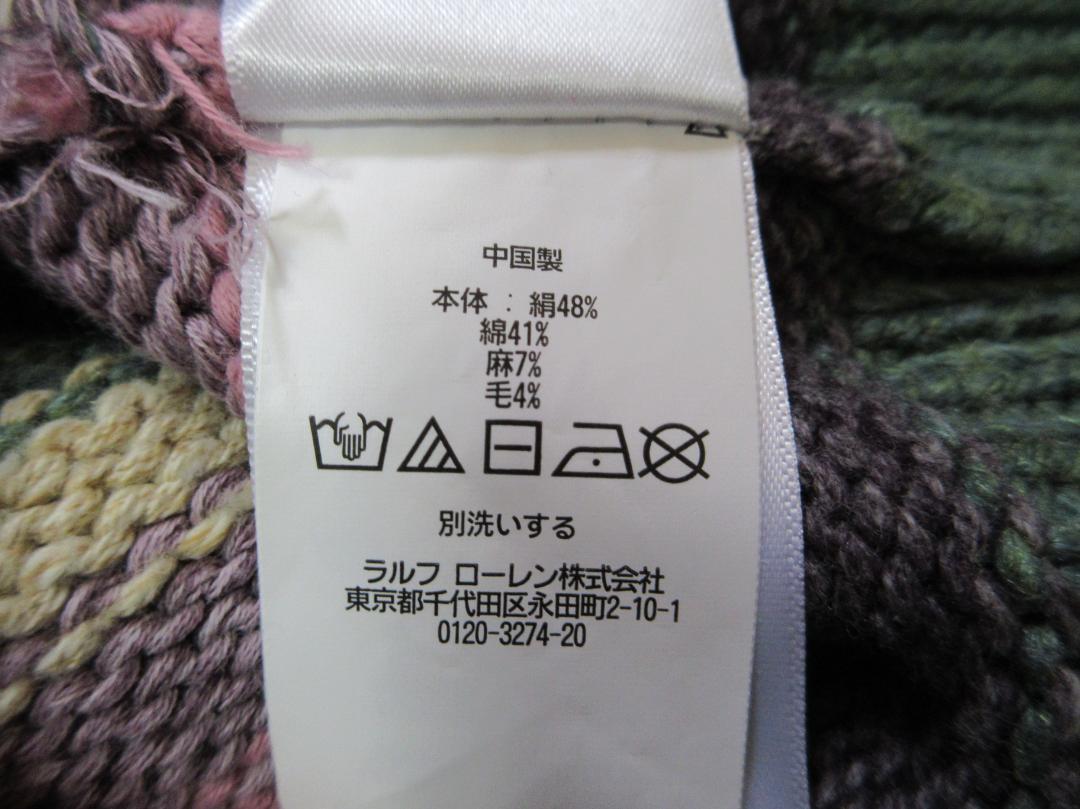 中国製
本体 : 絹48%
綿41%
麻7%
毛4%
別洗いする
ラルフ ローレン株式会社
東京都千代田区永田町2-10-1
0120-3274-20